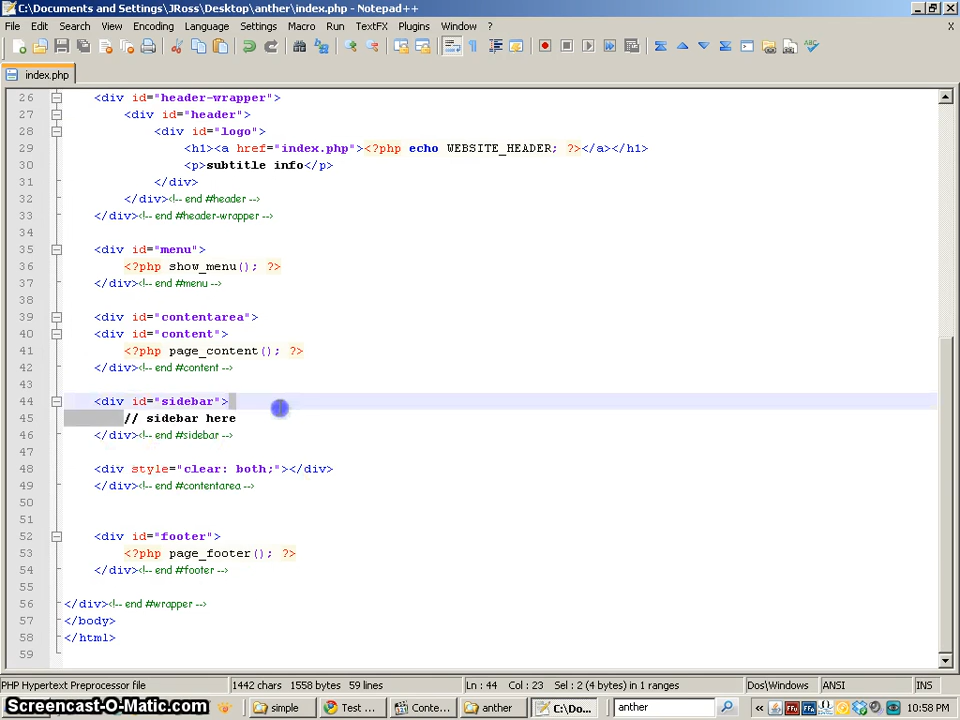 C:\Documents and Settings\JRoss\Desktop\anther\index.php - Notepad++
File Edit Search View Encoding Language Settings Macro Run TextFX Plugins Window ? X
index.php
26 <div id="header-wrapper">
27 <div id="header">
28 <div id="logo">
29 <h1><a href="index.php"><?php echo WEBSITE_HEADER; ?></a></h1>
30 <p>subtitle info</p>
31 </div>
32 </div><!-- end #header -->
33 </div><!-- end #header-wrapper -->
34
35 <div id="menu">
36 <?php show_menu(); ?>
37 </div><!-- end #menu -->
38
39 <div id="contentarea">
40 <div id="content">
41 <?php page_content(); ?>
42 </div><!-- end #content -->
43
44 <div id="sidebar">
45 // sidebar here
46 </div><!-- end #sidebar -->
47
48 <div style="clear: both;"></div>
49 </div><!-- end #contentarea -->
50
51
52 <div id="footer">
53 <?php page_footer(); ?>
54 </div><!-- end #footer -->
55
56 </div><!-- end #wrapper -->
57 </body>
58 </html>
59
PHP Hypertext Preprocessor file 1442 chars 1558 bytes 59 lines Ln : 44 Col : 23 Sel : 2 (4 bytes) in 1 ranges Dos\Windows ANSI INS
Screencast-O-Matic.com simple Test ... Conte... anther C:\Do... anther 10:58 PM